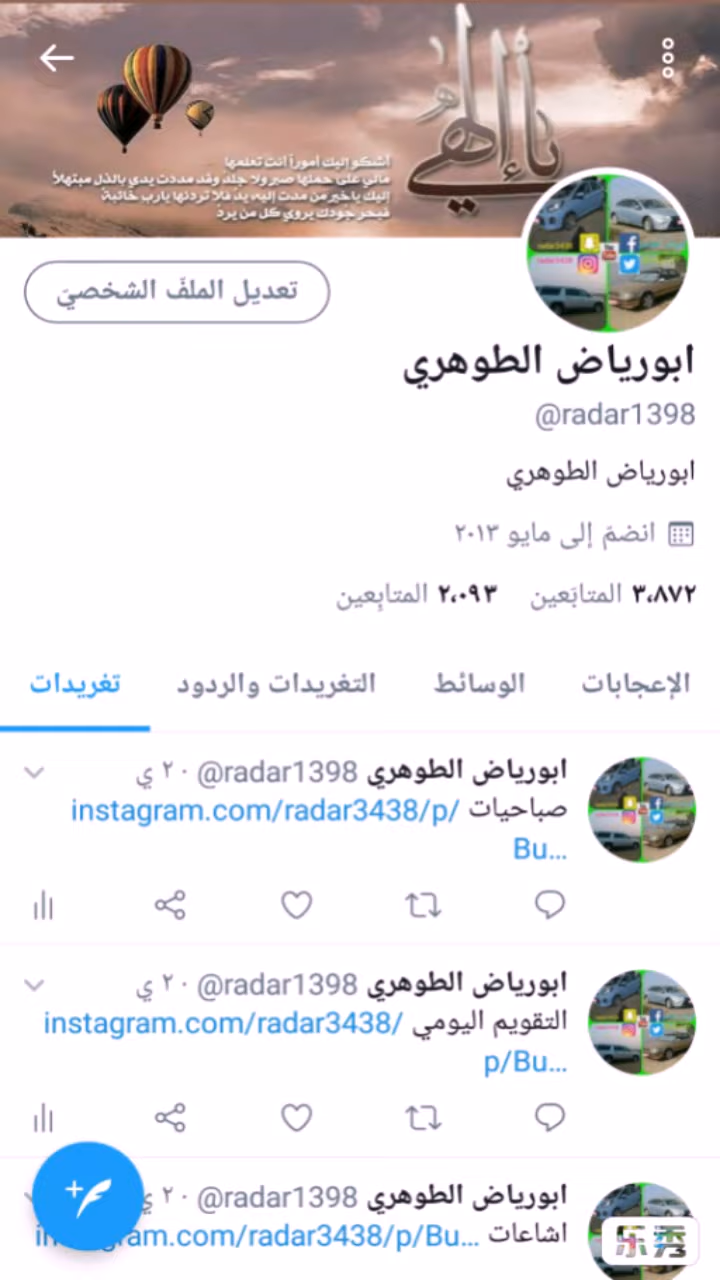 يا إلهي
أشكو إليك أموراً أنت تعلمها
مالي على حملها صبر ولا جلد وقد مددت يدي بالذل مبتهلاً
إليك يا خير من مدت إليه يد فلا تردنها يارب خائبة
فبحر جودك يروي كل من يرد
تعديل الملفّ الشخصيّ
ابورياض الطوهري
@radar1398
ابورياض الطوهري
انضمّ إلى مايو ٢٠١٣
٣،٨٧٢ المتابَعين ٢،٠٩٣ المتابِعين
الإعجابات الوسائط التغريدات والردود تغريدات
ابورياض الطوهري @radar1398 · ٢٠ ي
صباحيات instagram.com/radar3438/p/
Bu…
ابورياض الطوهري @radar1398 · ٢٠ ي
التقويم اليومي instagram.com/radar3438/
p/Bu…
ابورياض الطوهري @radar1398 · ٢٠ ي
اشاعات instagram.com/radar3438/p/Bu…
乐秀